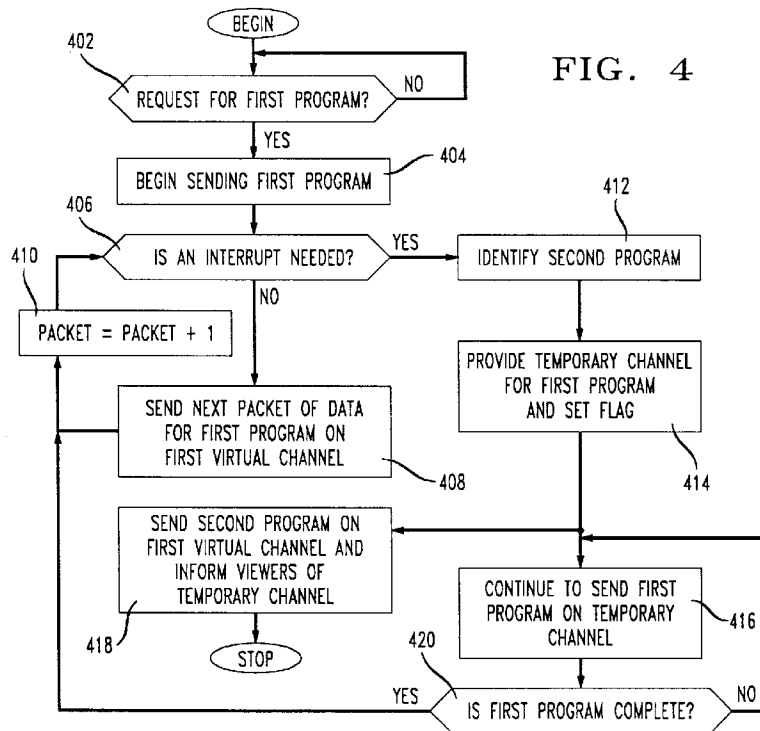 BEGIN
FIG. 4
402
REQUEST FOR FIRST PROGRAM?
NO
YES
404
BEGIN SENDING FIRST PROGRAM
406
IS AN INTERRUPT NEEDED?
YES
NO
412
IDENTIFY SECOND PROGRAM
410
PACKET = PACKET + 1
PROVIDE TEMPORARY CHANNEL
FOR FIRST PROGRAM
AND SET FLAG
414
SEND NEXT PACKET OF DATA
FOR FIRST PROGRAM ON
FIRST VIRTUAL CHANNEL
408
SEND SECOND PROGRAM ON
FIRST VIRTUAL CHANNEL AND
INFORM VIEWERS OF
TEMPORARY CHANNEL
418
STOP
CONTINUE TO SEND FIRST
PROGRAM ON TEMPORARY
CHANNEL
416
420
YES
IS FIRST PROGRAM COMPLETE?
NO